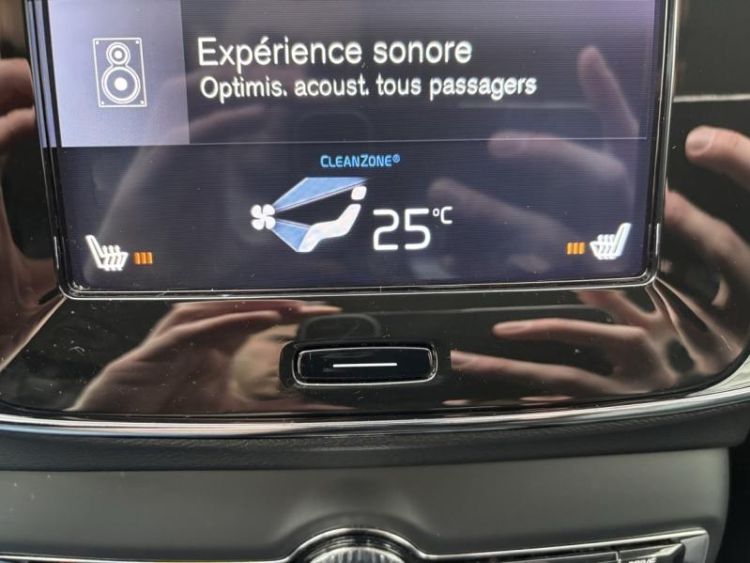 Expérience sonore
Optimis. acoust. tous passagers
CLEANZONE®
25°C